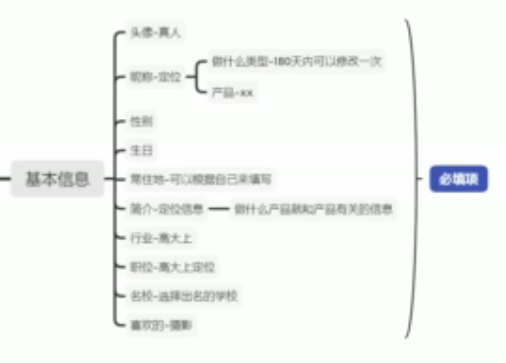 头像-真人
昵称-定位
做什么类型-180天内可以修改一次
产品-xx
性别
生日
基本信息
常住地-可以根据自己来填写
必填项
简介-定位信息
做什么产品就和产品有关的信息
行业-高大上
职位-高大上定位
名校-选择出名的学校
喜欢的-摄影